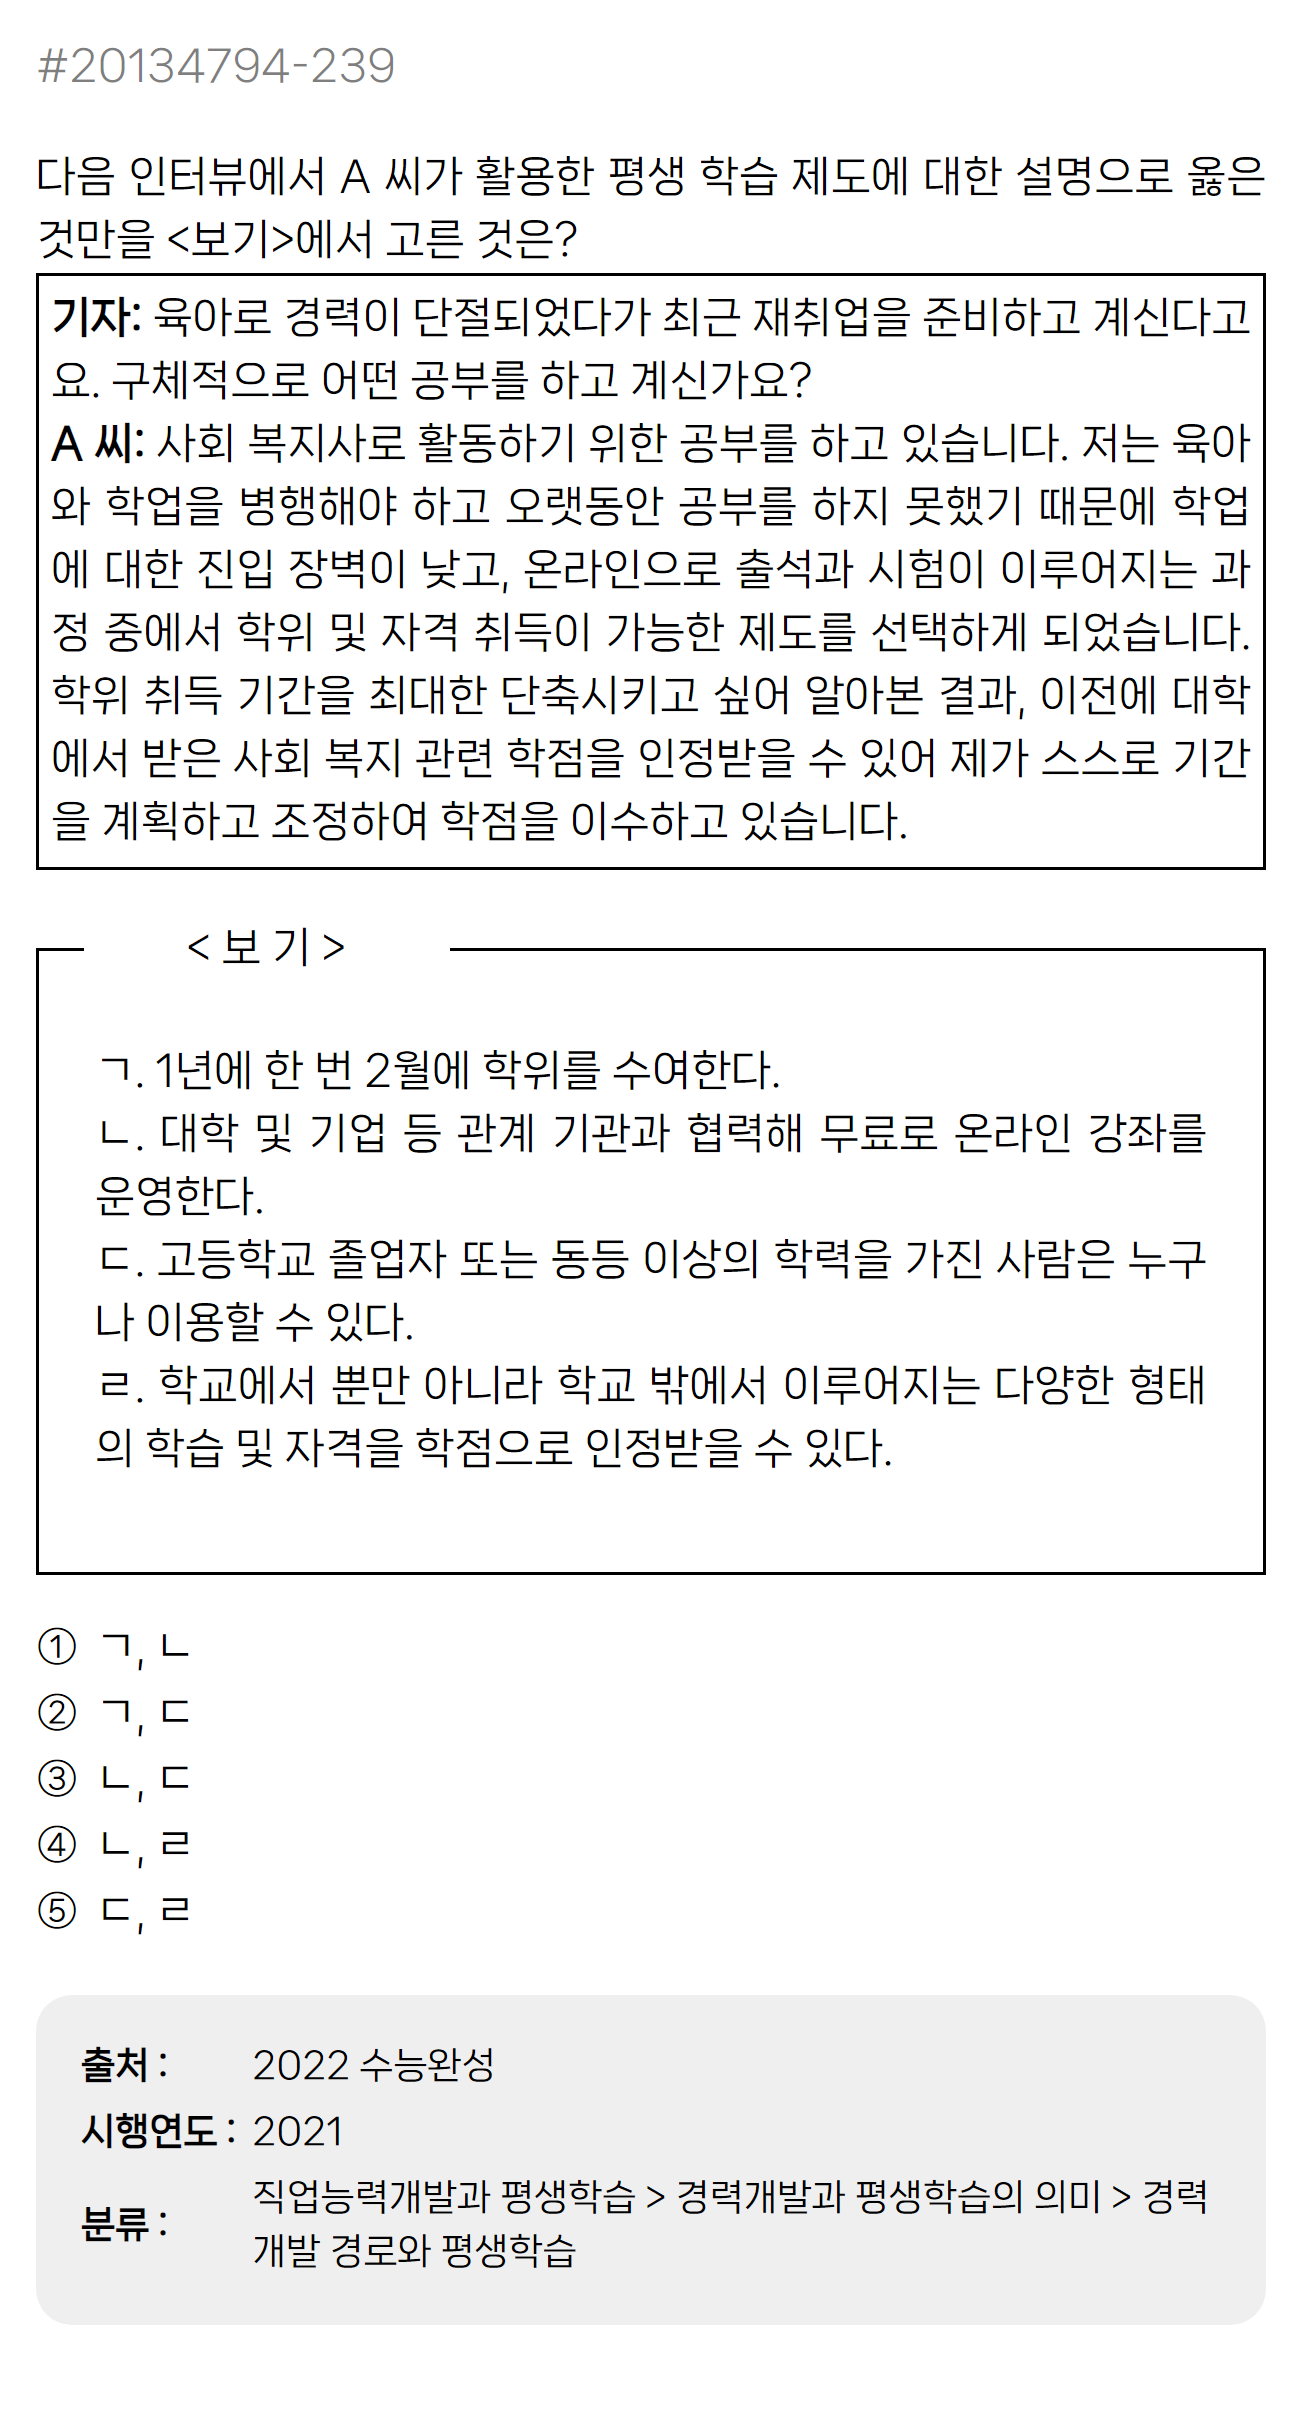 #20134794-239
다음 인터뷰에서 A 씨가 활용한 평생 학습 제도에 대한 설명으로 옳은
것만을 <보기>에서 고른 것은?
기자: 육아로 경력이 단절되었다가 최근 재취업을 준비하고 계신다고
요. 구체적으로 어떤 공부를 하고 계신가요?
A 씨: 사회 복지사로 활동하기 위한 공부를 하고 있습니다. 저는 육아
와 학업을 병행해야 하고 오랫동안 공부를 하지 못했기 때문에 학업
에 대한 진입 장벽이 낮고, 온라인으로 출석과 시험이 이루어지는 과
정 중에서 학위 및 자격 취득이 가능한 제도를 선택하게 되었습니다.
학위 취득 기간을 최대한 단축시키고 싶어 알아본 결과, 이전에 대학
에서 받은 사회 복지 관련 학점을 인정받을 수 있어 제가 스스로 기간
을 계획하고 조정하여 학점을 이수하고 있습니다.
< 보 기 >
ㄱ. 1년에 한 번 2월에 학위를 수여한다.
ㄴ. 대학 및 기업 등 관계 기관과 협력해 무료로 온라인 강좌를
운영한다.
ㄷ. 고등학교 졸업자 또는 동등 이상의 학력을 가진 사람은 누구
나 이용할 수 있다.
ㄹ. 학교에서 뿐만 아니라 학교 밖에서 이루어지는 다양한 형태
의 학습 및 자격을 학점으로 인정받을 수 있다.
① ㄱ, ㄴ
② ㄱ, ㄷ
③ ㄴ, ㄷ
④ ㄴ, ㄹ
⑤ ㄷ, ㄹ
출처 : 2022 수능완성
시행연도 : 2021
분류 : 직업능력개발과 평생학습 > 경력개발과 평생학습의 의미 > 경력
개발 경로와 평생학습